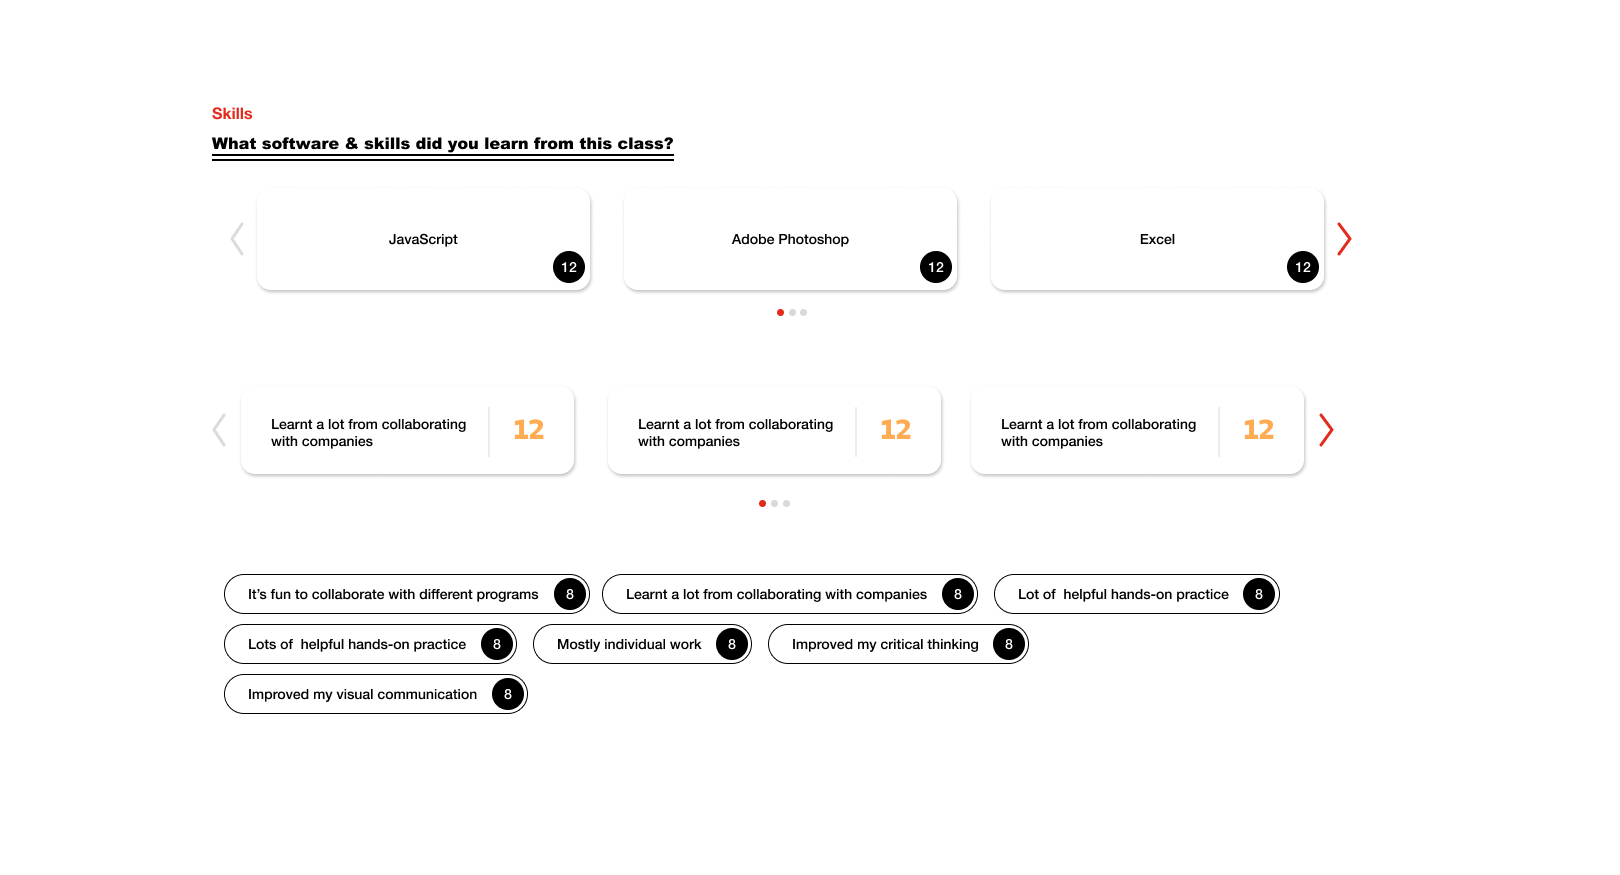 Skills
What software & skills did you learn from this class?
JavaScript
12
Adobe Photoshop
12
Excel
12
Learnt a lot from collaborating
with companies
12
Learnt a lot from collaborating
with companies
12
Learnt a lot from collaborating
with companies
12
It's fun to collaborate with different programs 8
Learnt a lot from collaborating with companies 8
Lot of  helpful hands-on practice 8
Lots of  helpful hands-on practice 8
Mostly individual work 8
Improved my critical thinking 8
Improved my visual communication 8